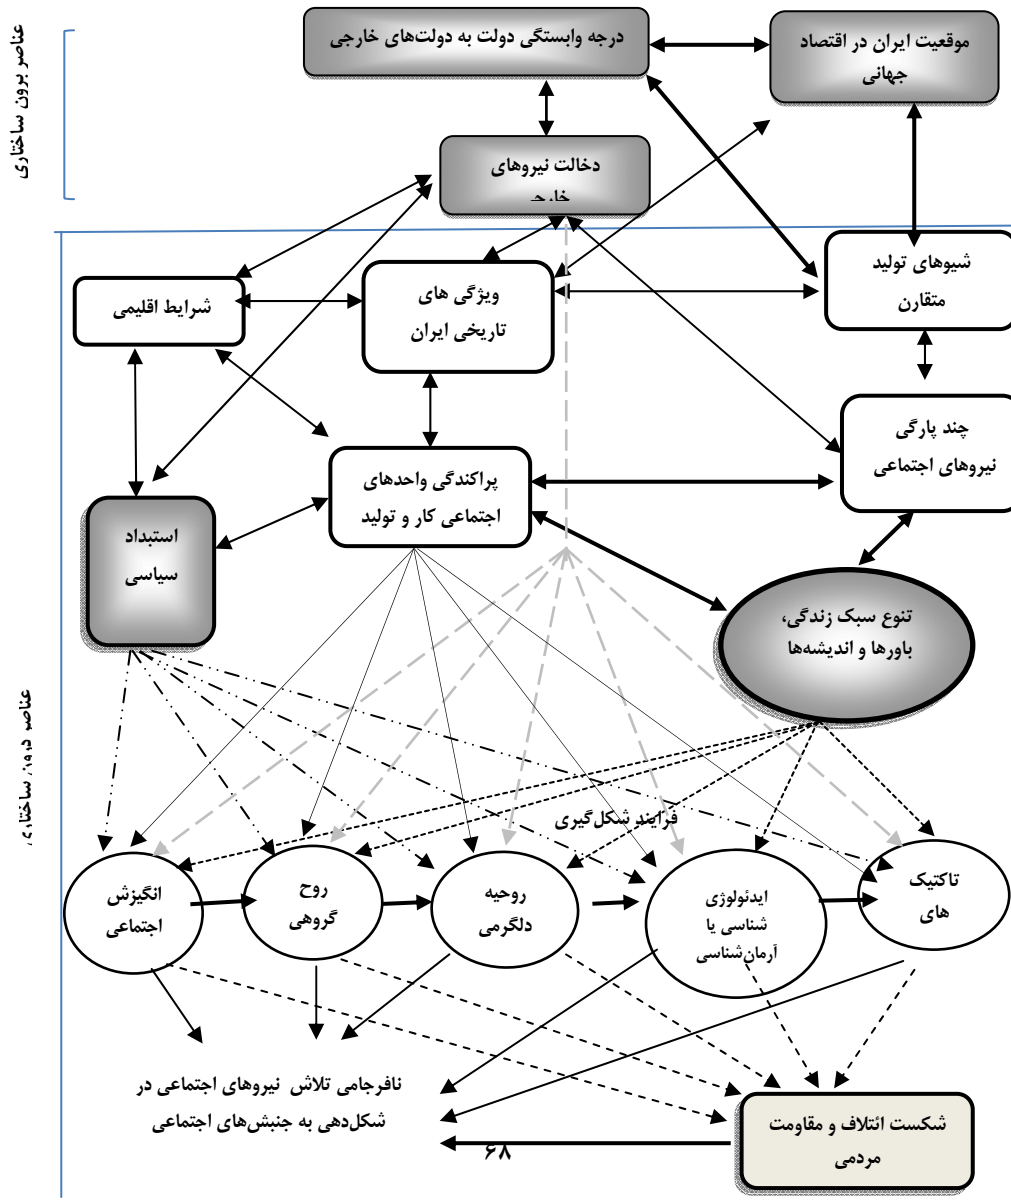 عناصر برون ساختاری
موقعیت ایران در اقتصاد
جهانی
درجه وابستگی دولت به دولت‌های خارجی
دخالت نیروهای
شیوهای تولید
متقارن
ویژگی های
تاریخی ایران
شرایط اقلیمی
چند پارگی
نیروهای اجتماعی
پراکندگی واحدهای
اجتماعی کار و تولید
استبداد
سیاسی
تنوع سبک زندگی،
باورها و اندیشه‌ها
عناصر درون ساختاری
فرایند شکل‌گیری
انگیزش
اجتماعی
روح
گروهی
روحیه
دلگرمی
ایدئولوژی
شناسی یا
آرمان‌شناسی
تاکتیک
های
نافرجامی تلاش نیروهای اجتماعی در
شکل‌دهی به جنبش‌های اجتماعی
شکست ائتلاف و مقاومت
مردمی
۶۸